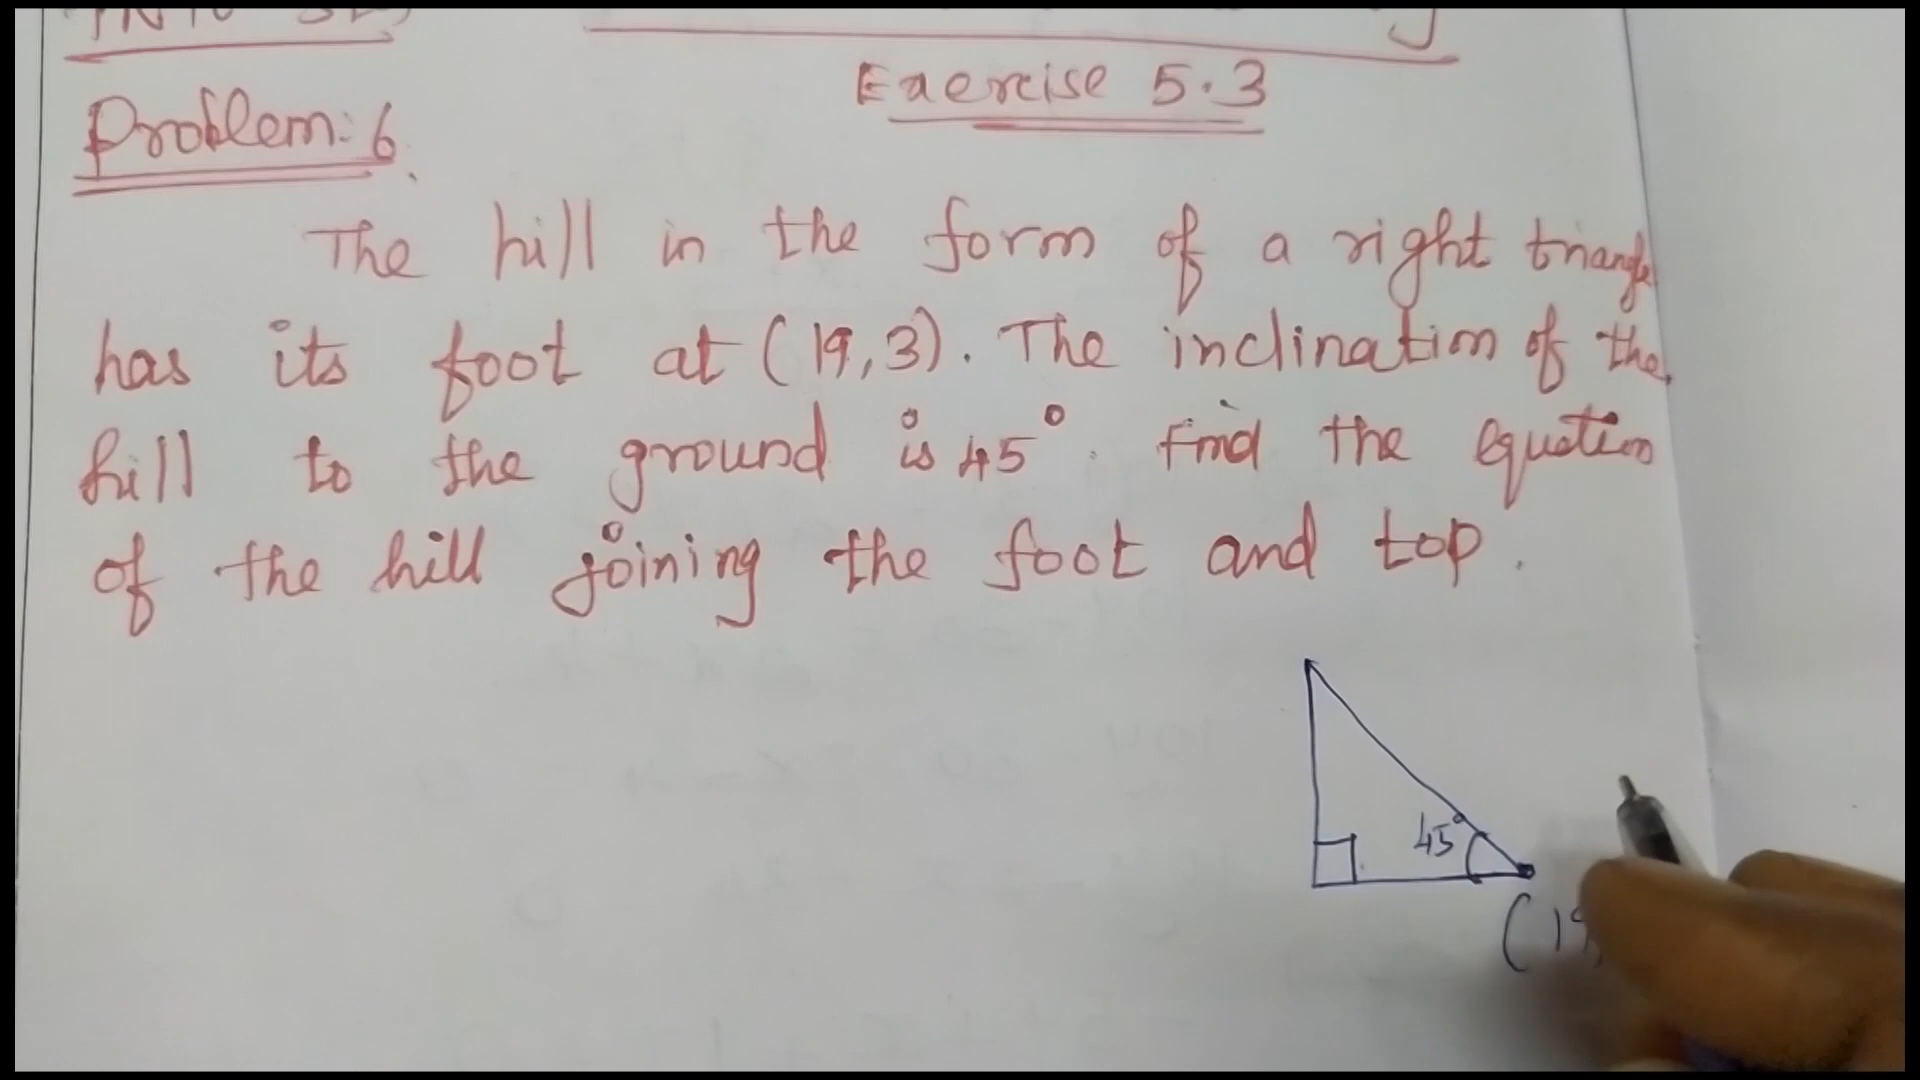 Exercise 5.3
Problem: 6.
The hill in the form of a right triangle
has its foot at (19,3). The inclination of the
hill to the ground is 45°. Find the equation
of the hill joining the foot and top.
45°
(19,